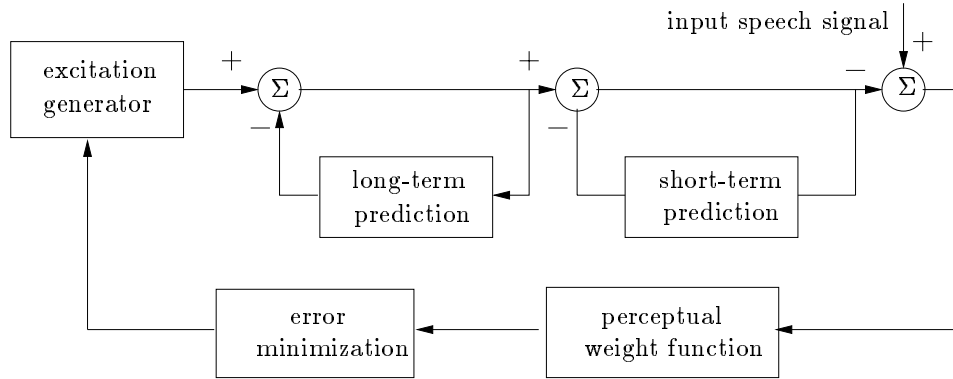 input speech signal
+
excitation
generator
+
Σ
−
+
Σ
−
−
Σ
long-term
prediction
short-term
prediction
error
minimization
perceptual
weight function